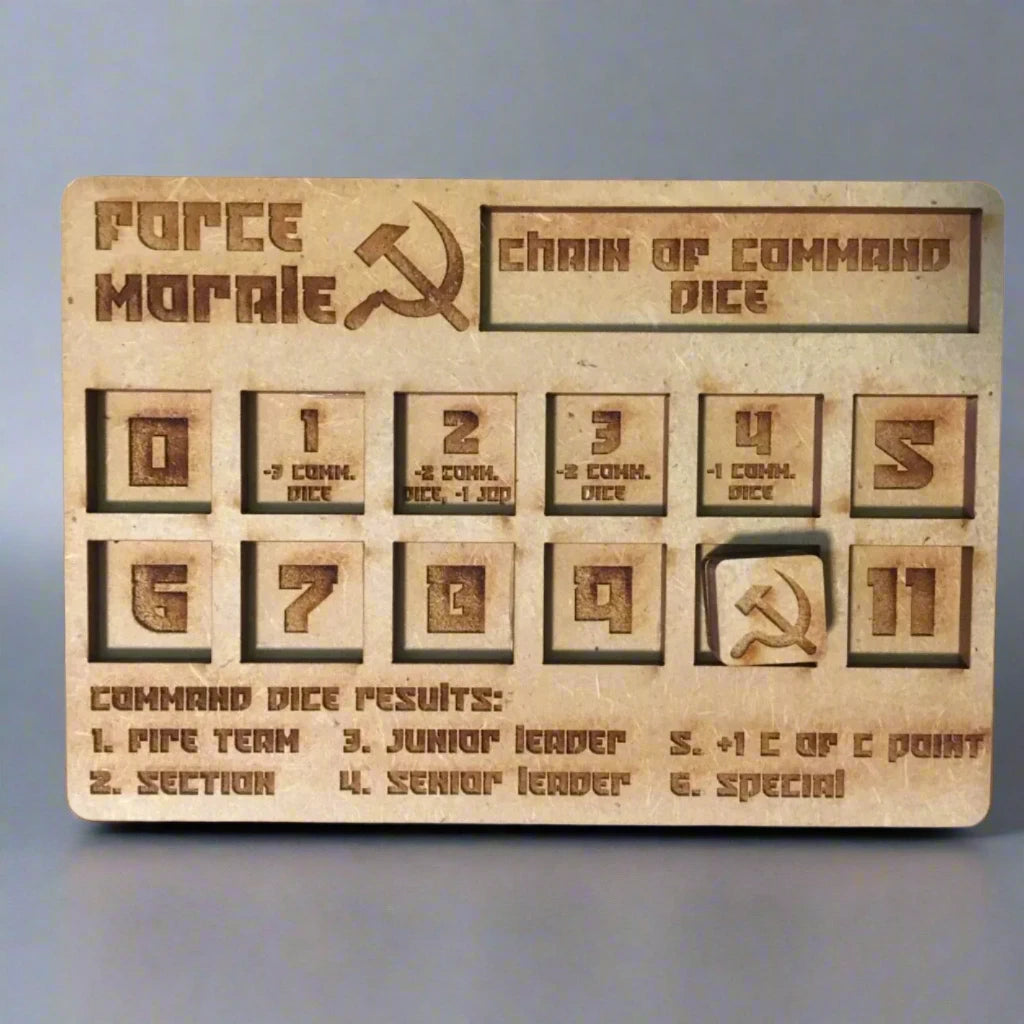 FORCE
MORALE
CHAIN OF COMMAND
DICE
0
1
-3 COMM.
DICE
2
-2 COMM.
DICE, -1 JOP
3
-2 COMM.
DICE
4
-1 COMM.
DICE
5
6
7
8
9
11
COMMAND DICE RESULTS:
1. FIRE TEAM 3. JUNIOR LEADER 5. +1 C OF C POINT
2. SECTION 4. SENIOR LEADER 6. SPECIAL